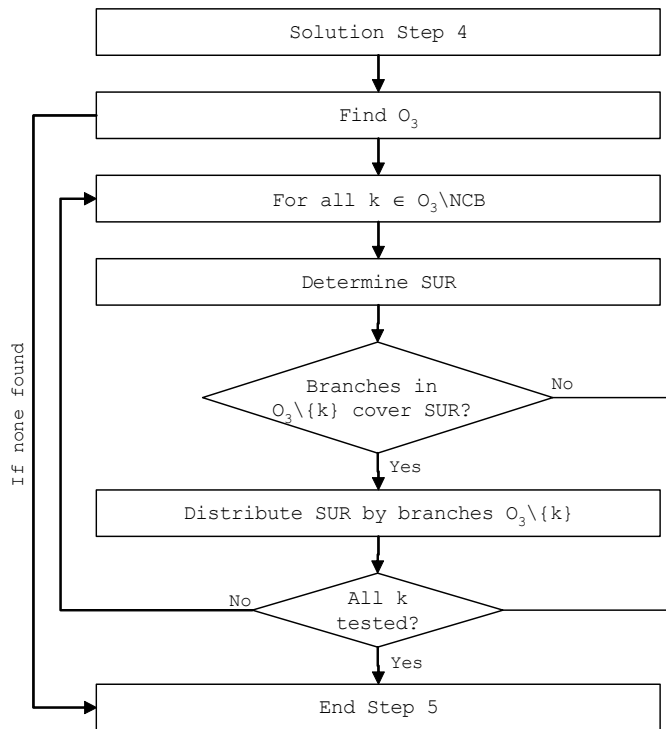 Solution Step 4
Find O₃
For all k ∈ O₃\NCB
Determine SUR
Branches in
O₃\{k} cover SUR?
No
Yes
Distribute SUR by branches O₃\{k}
All k
tested?
No
Yes
End Step 5
If none found